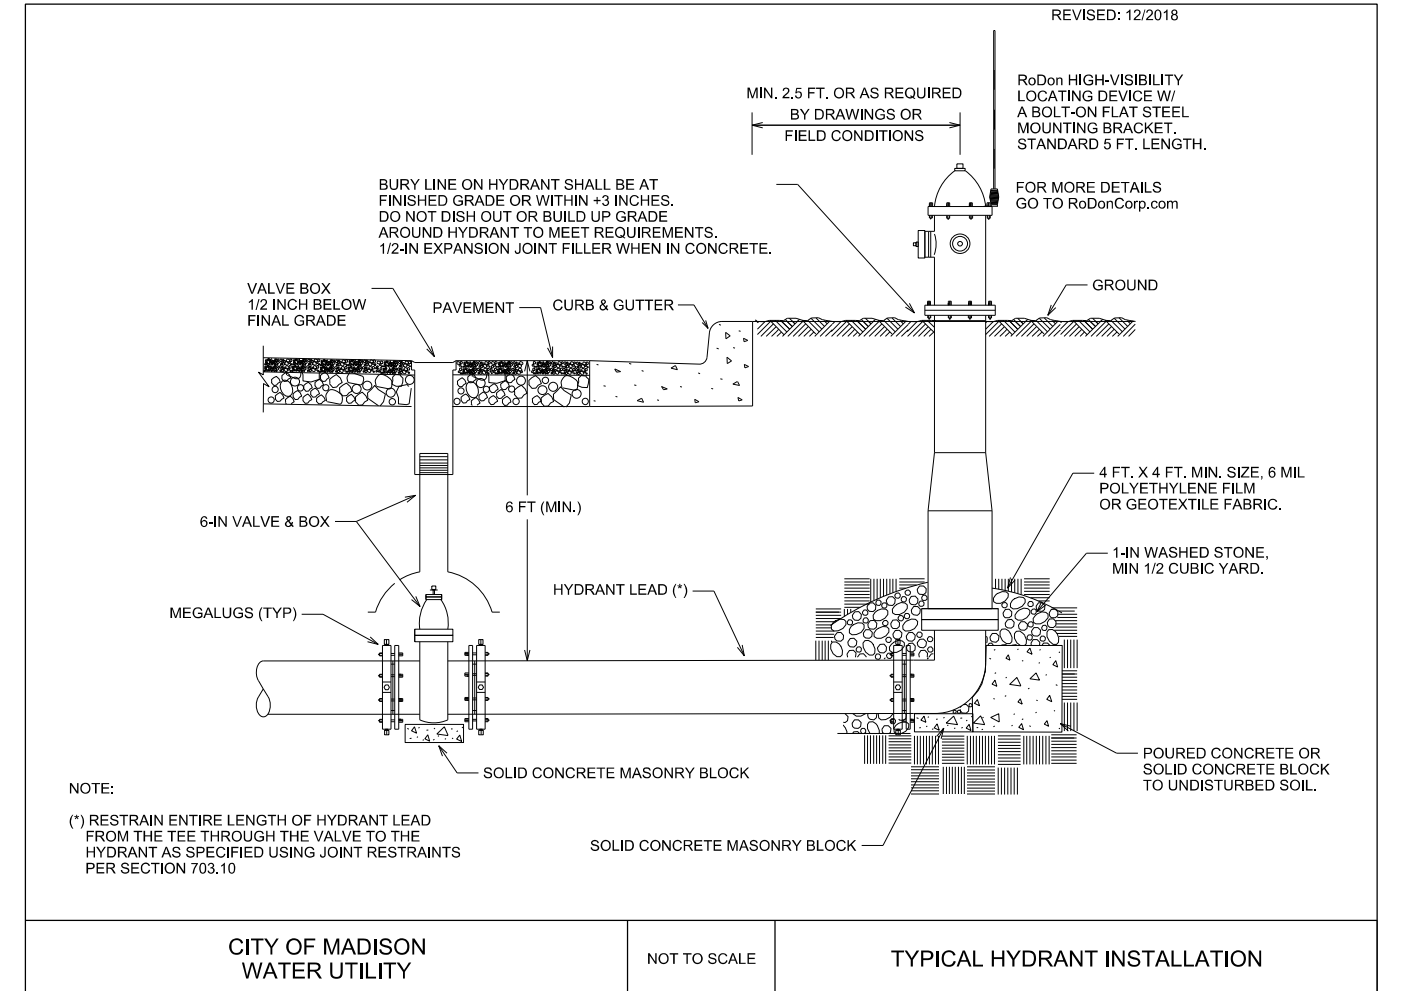 REVISED: 12/2018
RoDon HIGH-VISIBILITY
LOCATING DEVICE W/
A BOLT-ON FLAT STEEL
MOUNTING BRACKET.
STANDARD 5 FT. LENGTH.
FOR MORE DETAILS
GO TO RoDonCorp.com
MIN. 2.5 FT. OR AS REQUIRED
BY DRAWINGS OR
FIELD CONDITIONS
BURY LINE ON HYDRANT SHALL BE AT
FINISHED GRADE OR WITHIN +3 INCHES.
DO NOT DISH OUT OR BUILD UP GRADE
AROUND HYDRANT TO MEET REQUIREMENTS.
1/2-IN EXPANSION JOINT FILLER WHEN IN CONCRETE.
VALVE BOX
1/2 INCH BELOW
FINAL GRADE
PAVEMENT
CURB & GUTTER
GROUND
4 FT. X 4 FT. MIN. SIZE, 6 MIL
POLYETHYLENE FILM
OR GEOTEXTILE FABRIC.
6 FT (MIN.)
6-IN VALVE & BOX
1-IN WASHED STONE,
MIN 1/2 CUBIC YARD.
HYDRANT LEAD (*)
MEGALUGS (TYP)
SOLID CONCRETE MASONRY BLOCK
POURED CONCRETE OR
SOLID CONCRETE BLOCK
TO UNDISTURBED SOIL.
SOLID CONCRETE MASONRY BLOCK
NOTE:
(*) RESTRAIN ENTIRE LENGTH OF HYDRANT LEAD
FROM THE TEE THROUGH THE VALVE TO THE
HYDRANT AS SPECIFIED USING JOINT RESTRAINTS
PER SECTION 703.10
CITY OF MADISON
WATER UTILITY
NOT TO SCALE
TYPICAL HYDRANT INSTALLATION